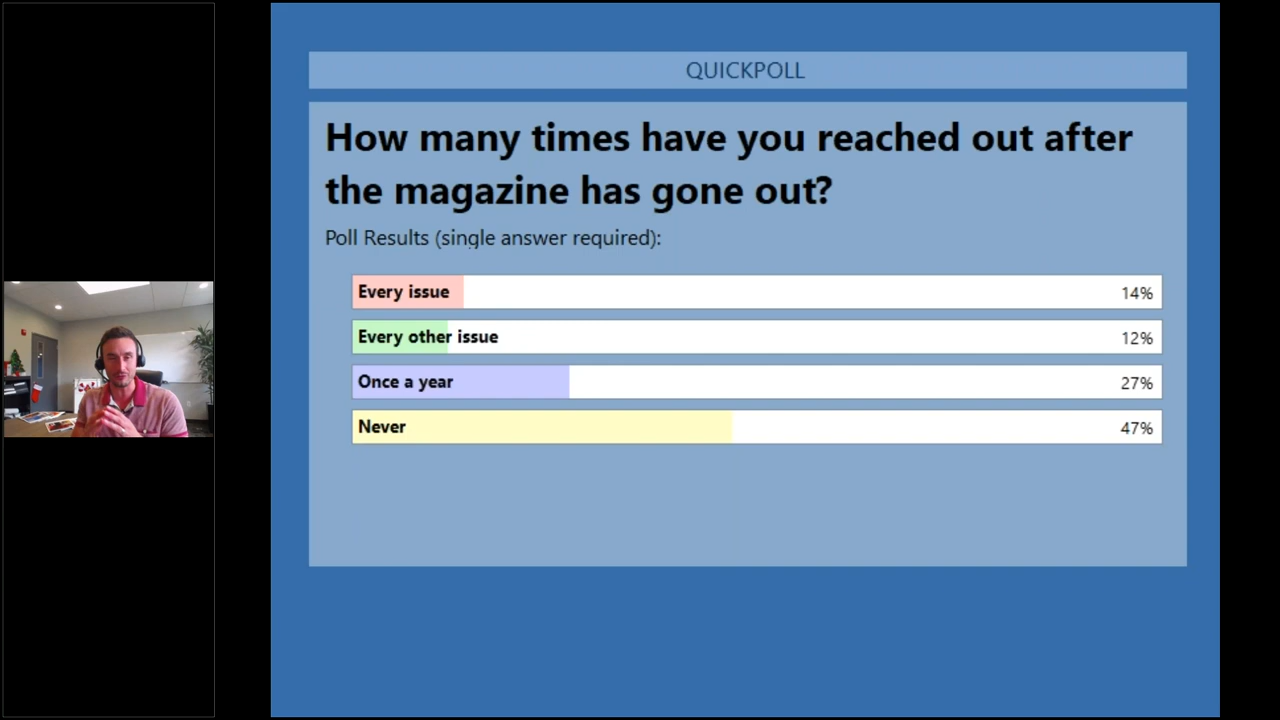 QUICKPOLL
How many times have you reached out after
the magazine has gone out?
Poll Results (single answer required):
Every issue 14%
Every other issue 12%
Once a year 27%
Never 47%